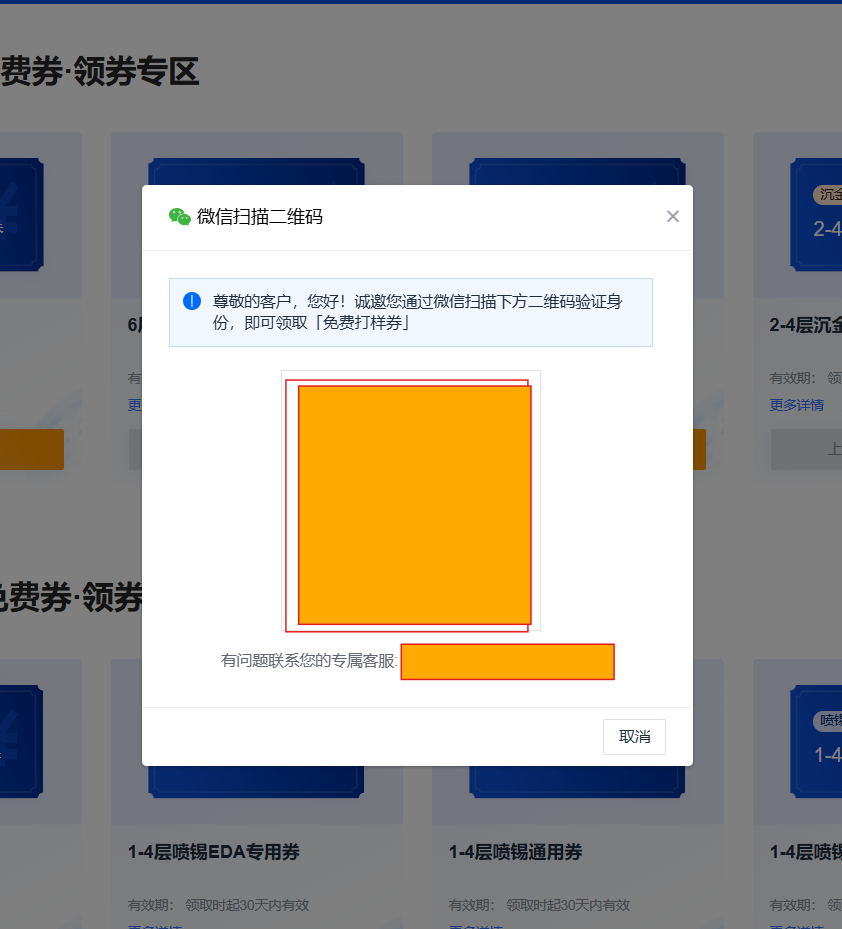 费券·领券专区
微信扫描二维码
尊敬的客户，您好！诚邀您通过微信扫描下方二维码验证身
份，即可领取「免费打样券」
有问题联系您的专属客服:
取消
沉金
2-4
6层
2-4层沉金
有
有效期： 领
更
更多详情
上
免费券·领券
喷锡
1-4
1-4层喷锡EDA专用券
1-4层喷锡通用券
1-4层喷锡
有效期： 领取时起30天内有效
有效期： 领取时起30天内有效
有效期： 领